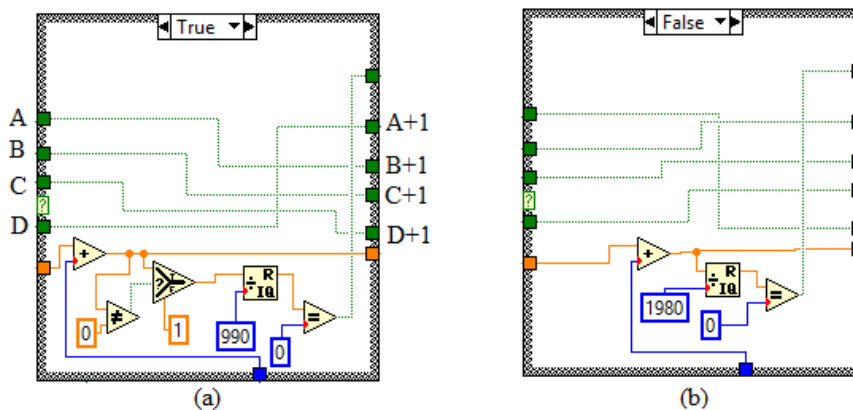 True
False
A
A+1
B
B+1
C
C+1
?
D
D+1
+
+
R
IQ
÷
?
T
F
÷
R
IQ
0
≠
1
990
0
=
1980
0
=
?
(a)
(b)